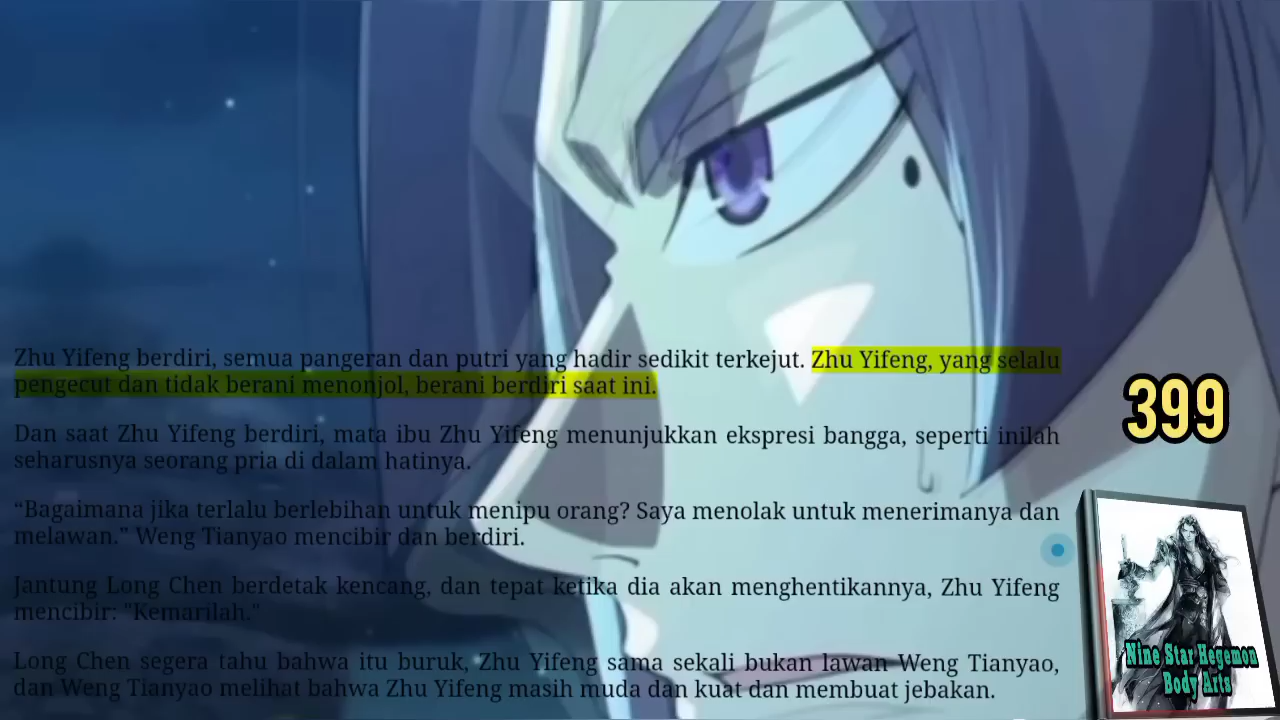 Zhu Yifeng berdiri, semua pangeran dan putri yang hadir sedikit terkejut. Zhu Yifeng, yang selalu
pengecut dan tidak berani menonjol, berani berdiri saat ini.
Dan saat Zhu Yifeng berdiri, mata ibu Zhu Yifeng menunjukkan ekspresi bangga, seperti inilah
seharusnya seorang pria di dalam hatinya.
“Bagaimana jika terlalu berlebihan untuk menipu orang? Saya menolak untuk menerimanya dan
melawan.” Weng Tianyao mencibir dan berdiri.
Jantung Long Chen berdetak kencang, dan tepat ketika dia akan menghentikannya, Zhu Yifeng
mencibir: "Kemarilah."
Long Chen segera tahu bahwa itu buruk, Zhu Yifeng sama sekali bukan lawan Weng Tianyao,
dan Weng Tianyao melihat bahwa Zhu Yifeng masih muda dan kuat dan membuat jebakan.
399
Nine Star Hegemon
Body Arts